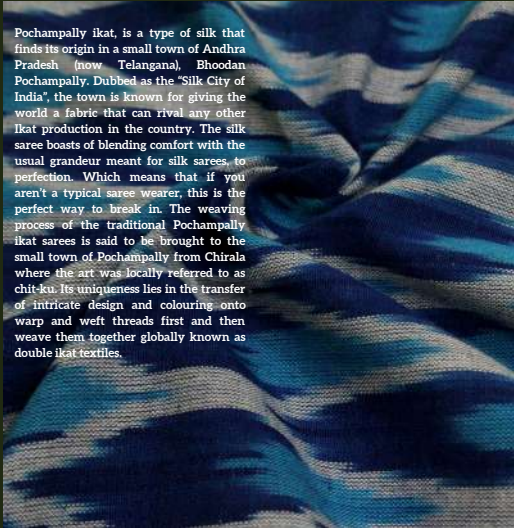 Pochampally ikat, is a type of silk that
finds its origin in a small town of Andhra
Pradesh (now Telangana), Bhoodan
Pochampally. Dubbed as the “Silk City of
India”, the town is known for giving the
world a fabric that can rival any other
Ikat production in the country. The silk
saree boasts of blending comfort with the
usual grandeur meant for silk sarees, to
perfection. Which means that if you
aren’t a typical saree wearer, this is the
perfect way to break in. The weaving
process of the traditional Pochampally
ikat sarees is said to be brought to the
small town of Pochampally from Chirala
where the art was locally referred to as
chit-ku. Its uniqueness lies in the transfer
of intricate design and colouring onto
warp and weft threads first and then
weave them together globally known as
double ikat textiles.